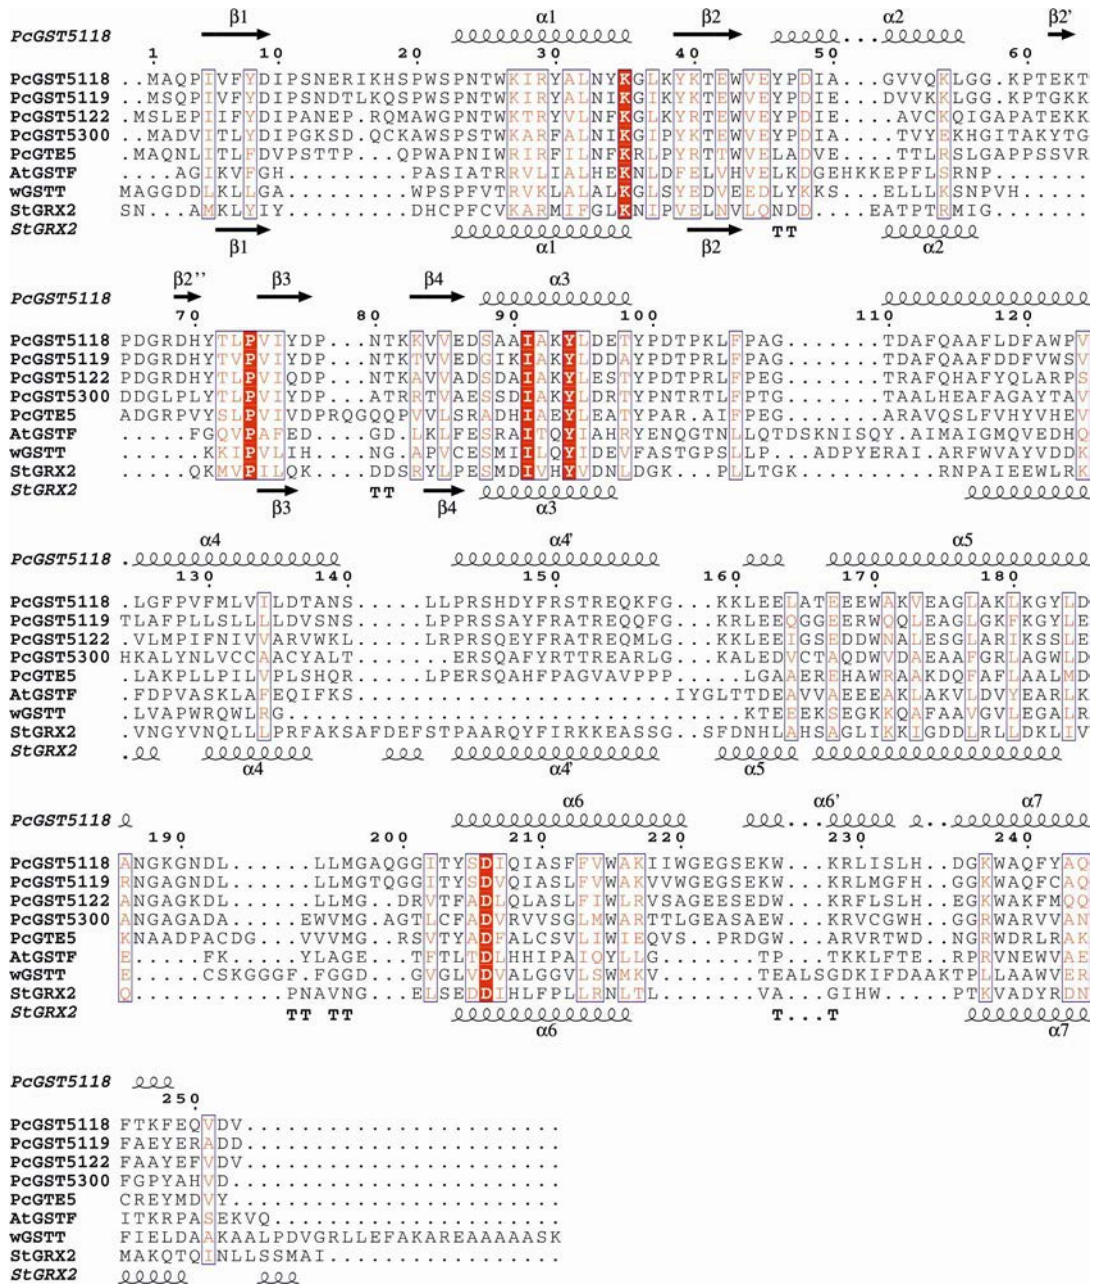 β1 α1 β2 α2 β2'
PcGST5118
1 10 20 30 40 50 60
PcGST5118 ..MAQPIVFYDIPSNERIKHSPWSPNTWKIRYALNYKGLKYKTEWVEYPDIA....GVVQKLGG.KPTEKT
PcGST5119 ..MSQPIVFYDIPSNDTLKQSPWSPNTWKIRYALNIKGIKYKTEWVEYPDIE....DVVKKLGG.KPTGKK
PcGST5122 ..MSLEPIIFYDIPANEP.RQMAWGPNTWKTRYVLNFKGLKYRTEWVEYPDIE....AVCKQIGAPATEKK
PcGST5300 ..MADVITLYDIPGKSD.QCKAWSPSTWKARFALNIKGIPYKTEWVEYPDIA....TVYEKHGITAKYTG
PcGTE5 .MAQNLITLFDVPSTTP...QPWAPNIWRIRFILNFKRLPYRTTWVELADVE....TTLRSLGAPPSSVR
AtGSTF ....AGIKVFGH.......PASIATRRVLIALHEKNLDFELVHVELKDGEHKKEPFLSRNP.....
wGSTT MAGGDDLKLLGA.......WPSPFVTRVKLALALKGLSYEDVEEDLYKKS....ELLLKSNPVH....
StGRX2 SN...AMKLYIY.......DHCPFCVKARMIFGLKNIPVELNVLQNDD....EATPTRMIG.......
StGRX2 TT
β1 α1 β2 α2
β2'' β3 β4 α3
PcGST5118
70 80 90 100 110 120
PcGST5118 PDGRDHYTLPVIYDP...NTKKVVEDSAAIAKYLDETYPDTPKLFPAG.......TDAFQAAFLDFAWPV
PcGST5119 PDGRDHYTVPVIYDP...NTKKVVEDGIKIAKYLDDAYPDTPRLFPAG.......TDAFQAAFDDFVWSV
PcGST5122 PDGRDHYTLPVIQDP...NTKAVVADSDAIAKYLESTYPDTPRLFPEG.......TRAFQHAFYQLARPS
PcGST5300 DDGLPLYTLPVIYDP...ATRRTVAESDKIAKYLDRTYPNTRTLFPTG.......TAALHEAFAGAYTAV
PcGTE5 ADGRPVYSLPVIVDPRQGQQPVVLSRADHIAEYLEATYPAR.AIFPEG.......ARAVQSLFVHYVHEV
AtGSTF .....FGQVPAFED....GD.LKLFESRAITQYIAHRYENQGTNLLQTDSKNISQY.AIMAIGMQVEDHQ
wGSTT .....KKIPVLIH....NG.APVCESMIILQYIDEVFASTGPSLLP....ADPYERAIARFWVAYVDDK
StGRX2 .....QKMVPILQK....DDSRYLPESMDIVHYVDNLDGK..PLLTGK.......RNPAIEEWLRK
StGRX2 TT
β3 β4 α3
α4 α4' α5
PcGST5118
130 140 150 160 170 180
PcGST5118 .LGFPVFMLVILDTANS......LLPRSHDYFRSTREQKFG...KKLEELATEEEWAKVEAGLAKLKGYLD
PcGST5119 TLAFPLLSLLLLDVSNS......LPPRSSAYFRATREQQFG...KRLEEQGGEERWQQLEAGLGKFKGYLD
PcGST5122 .VLMPIFNIVVARVWKL......LRPRSQEYFRATREQMLG...KKLEEIGSEDDWNALESGLARIKSSLE
PcGST5300 HKALYNLVCCAACYALT......ERSQAFYRTTREARLG...KALEDVCTAQDWVDAEAAFGRLAGWLD
PcGTE5 .LAKPLLPILVPLSHQR......LPERSQAHFPAGVAVPPP.....LGAAEREHAWRAAKDQFAFLAALMD
AtGSTF .FDPVASKLAFEQIFKS........................IYGLTTDEAVVAEEEAKLAKVLDVYEARLK
wGSTT .LVAPWRQWLRG.................................KTEEEKSEGKKQAFAAVGVLEGALR
StGRX2 .VNGYVNQLLLPRFAKSAFDEFSTPAARQYFIRKKEASSG...SFDNHLAHSAGLIKKIGDDLRLLDKLIV
StGRX2
α4 α4' α5
α6 α6' α7
PcGST5118
190 200 210 220 230 240
PcGST5118 ANGKGNDL......LLMGAQGGITYSDIQIASFFVWAKIIWGEGSEKW...KRLISLH..DGKWAQFYAQ
PcGST5119 RNGAGNDL......LLMGTQGGITYSDVQIASLFVWAKVVWGEGSEKW...KRLMGFH..GGKWAQFCAQ
PcGST5122 ANGAGKDL......LLMGDRVTFADLQLASLFIWLRVSAGEESEDW...KRFLSLH..EGKWAKFMQQ
PcGST5300 ANGAGADA......EWVMG.AGTLCFADVRVVSGLMWARTTLGEASAEW...KRVCGWH..GGRWARVVAN
PcGTE5 KNAADPACDG...VVVMG..RSVTYADFALCSVLIWIEQVS..PRDGW...ARVRTWD..NGRWDRLRAK
AtGSTF E.....FK.....YLAGE...TFTLTDLHHIPAIQYLLG......TP...TKKLFTE..RPRVNEWVAE
wGSTT E....CSKGGGF.FGGD...GVGLVDVALGGVLSWMKV....TEALSGDKIFDAAKTPLLAAWVER
StGRX2 Q.........PNAVNG...ELSEDDIHLFPLLRNLTL......VA...GIHW.....PTKVADYRDN
StGRX2 TT TT T....T
α6 α7
PcGST5118
250
PcGST5118 FTKFEQVDV........................
PcGST5119 FAEYERADD........................
PcGST5122 FAAYEFVDV........................
PcGST5300 FGPYAHVD.........................
PcGTE5 CREYMDVY.........................
AtGSTF ITKRPASEKVQ......................
wGSTT FIELDAAKAALPDVGRLLEFAKAREAAAAASK
StGRX2 MAKQTQINLLSSMAI..................
StGRX2